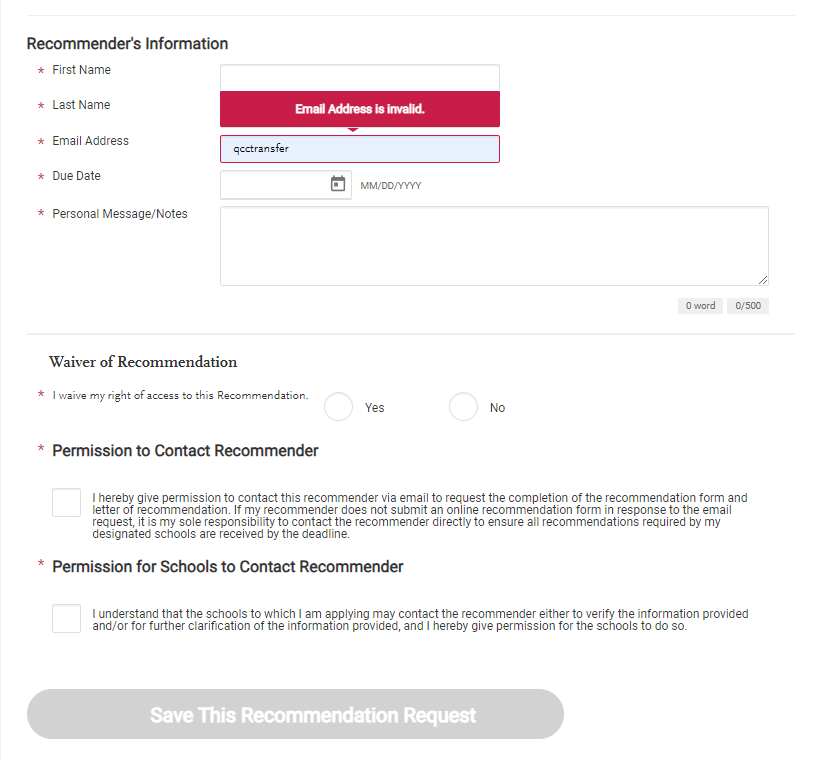 Recommender's Information
* First Name
* Last Name
Email Address is invalid.
* Email Address
qcctransfer
* Due Date
MM/DD/YYYY
* Personal Message/Notes
0 word 0/500
Waiver of Recommendation
* I waive my right of access to this Recommendation.
Yes No
* Permission to Contact Recommender
I hereby give permission to contact this recommender via email to request the completion of the recommendation form and
letter of recommendation. If my recommender does not submit an online recommendation form in response to the email
request, it is my sole responsibility to contact the recommender directly to ensure all recommendations required by my
designated schools are received by the deadline.
* Permission for Schools to Contact Recommender
I understand that the schools to which I am applying may contact the recommender either to verify the information provided
and/or for further clarification of the information provided, and I hereby give permission for the schools to do so.
Save This Recommendation Request